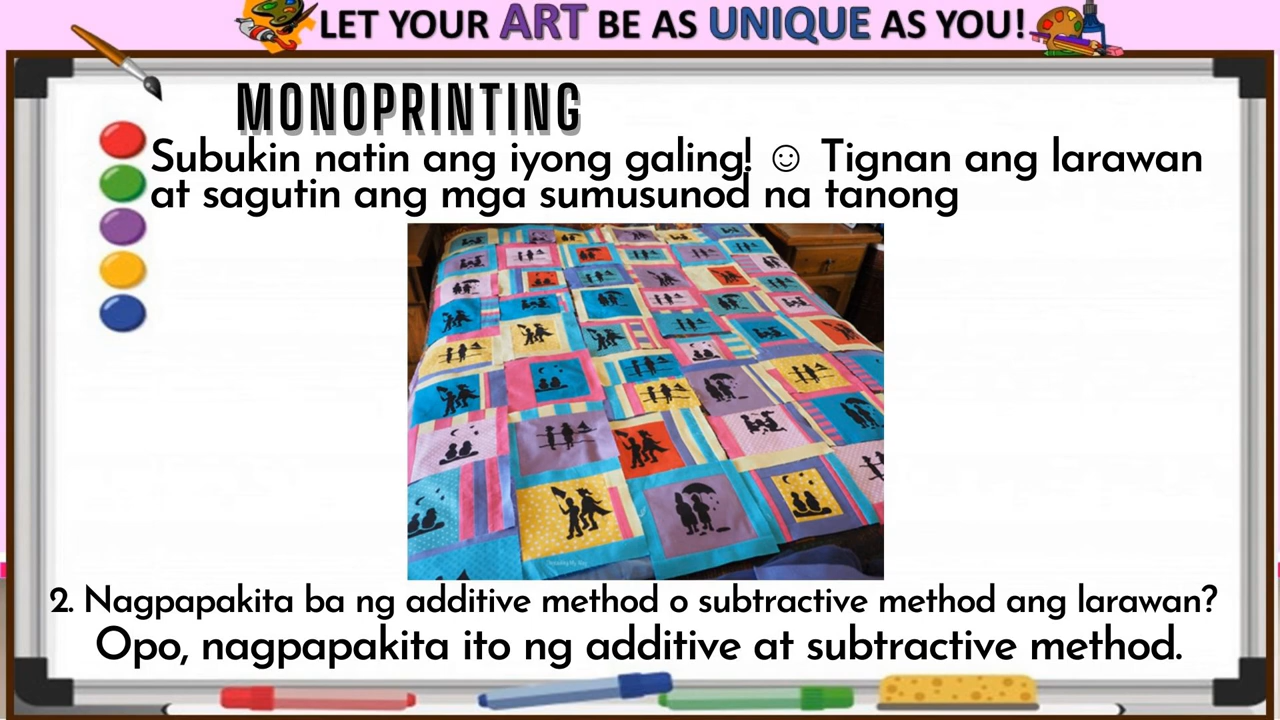 LET YOUR ART BE AS UNIQUE AS YOU!
MONOPRINTING
Subukin natin ang iyong galing! ☺ Tignan ang larawan
at sagutin ang mga sumusunod na tanong
2. Nagpapakita ba ng additive method o subtractive method ang larawan?
Opo, nagpapakita ito ng additive at subtractive method.